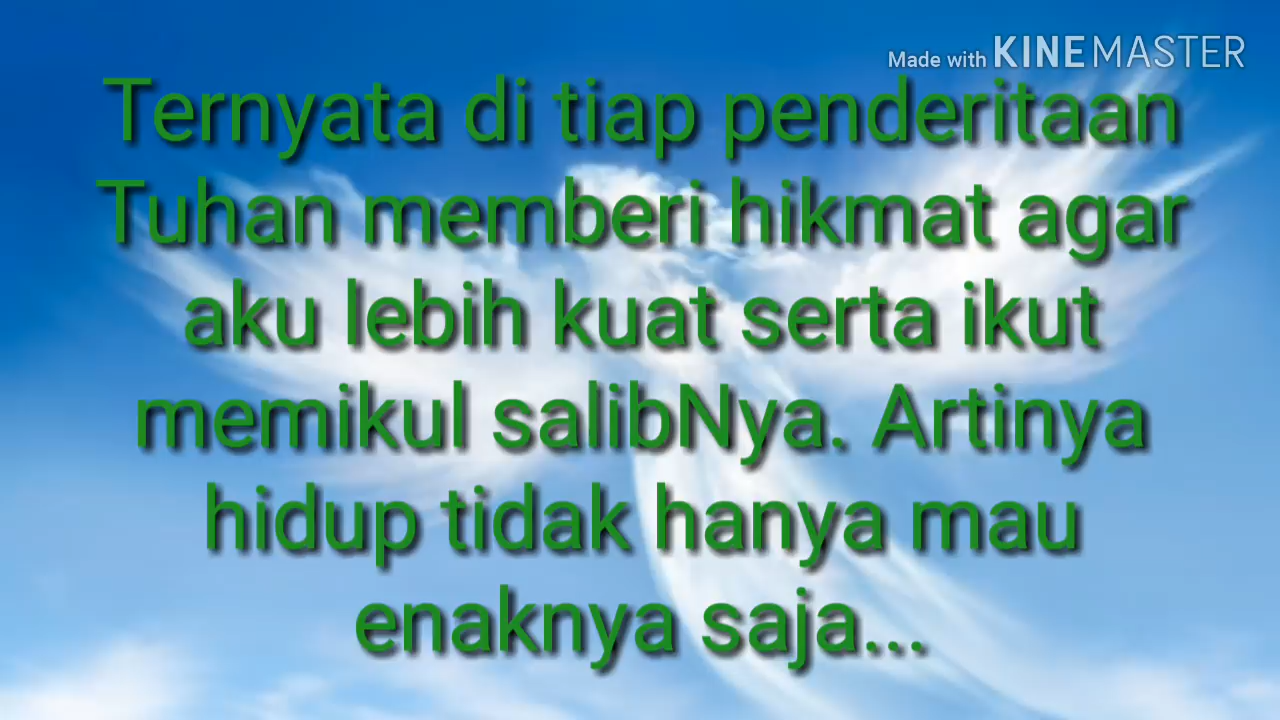 Made with KINEMASTER
Ternyata di tiap penderitaan
Tuhan memberi hikmat agar
aku lebih kuat serta ikut
memikul salibNya. Artinya
hidup tidak hanya mau
enaknya saja...